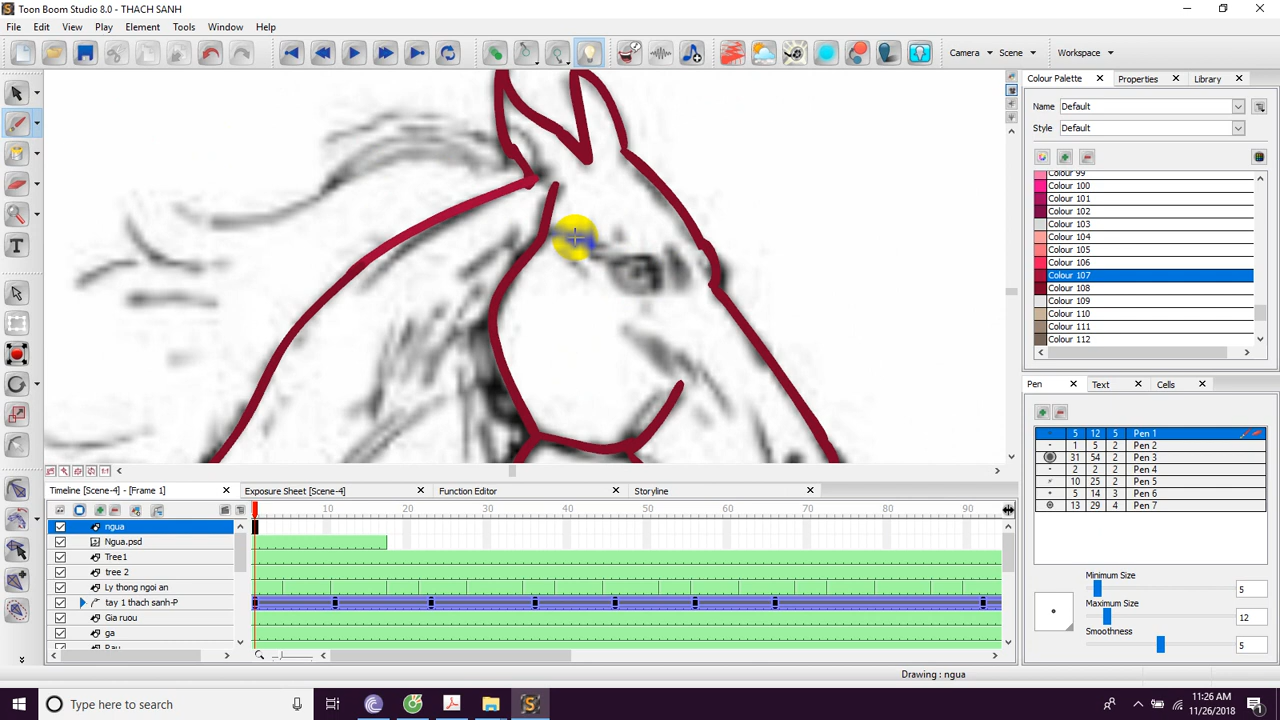 Toon Boom Studio 8.0 - THACH SANH
File Edit View Play Element Tools Window Help
Camera Scene Workspace
Colour Palette Properties Library
Name Default
Style Default
Colour 99
Colour 100
Colour 101
Colour 102
Colour 103
Colour 104
Colour 105
Colour 106
Colour 107
Colour 108
Colour 109
Colour 110
Colour 111
Colour 112
Pen Text Cells
5 12 5 Pen 1
1 5 2 Pen 2
31 54 2 Pen 3
2 2 2 Pen 4
10 25 2 Pen 5
5 14 3 Pen 6
13 29 4 Pen 7
Minimum Size 5
Maximum Size 12
Smoothness 5
Timeline [Scene-4] - [Frame 1] Exposure Sheet [Scene-4] Function Editor Storyline
10 20 30 40 50 60 70 80 90
ngua
Ngua.psd
Tree1
tree 2
Ly thong ngoi an
tay 1 thach sanh-P
Gia ruou
ga
Drawing : ngua
Type here to search
11:26 AM
11/26/2018